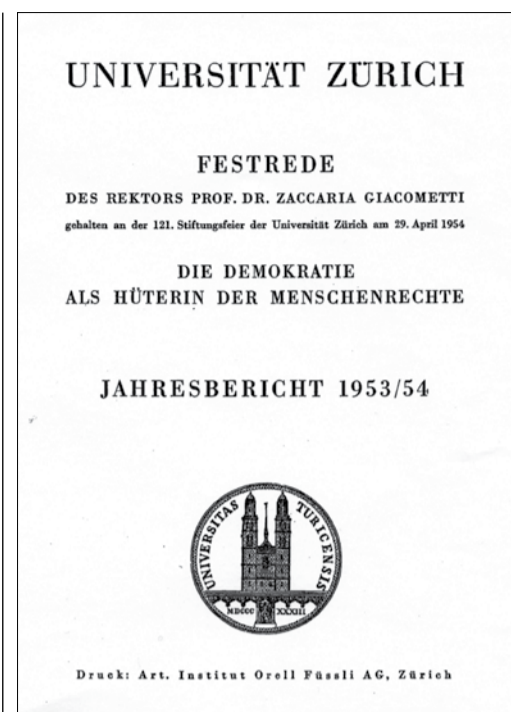 UNIVERSITÄT ZÜRICH
FESTREDE
DES REKTORS PROF. DR. ZACCARIA GIACOMETTI
gehalten an der 121. Stiftungsfeier der Universität Zürich am 29. April 1954
DIE DEMOKRATIE
ALS HÜTERIN DER MENSCHENRECHTE
JAHRESBERICHT 1953/54
UNIVERSITAS TURICENSIS
MDCCC XXXIII
Druck: Art. Institut Orell Füssli AG, Zürich